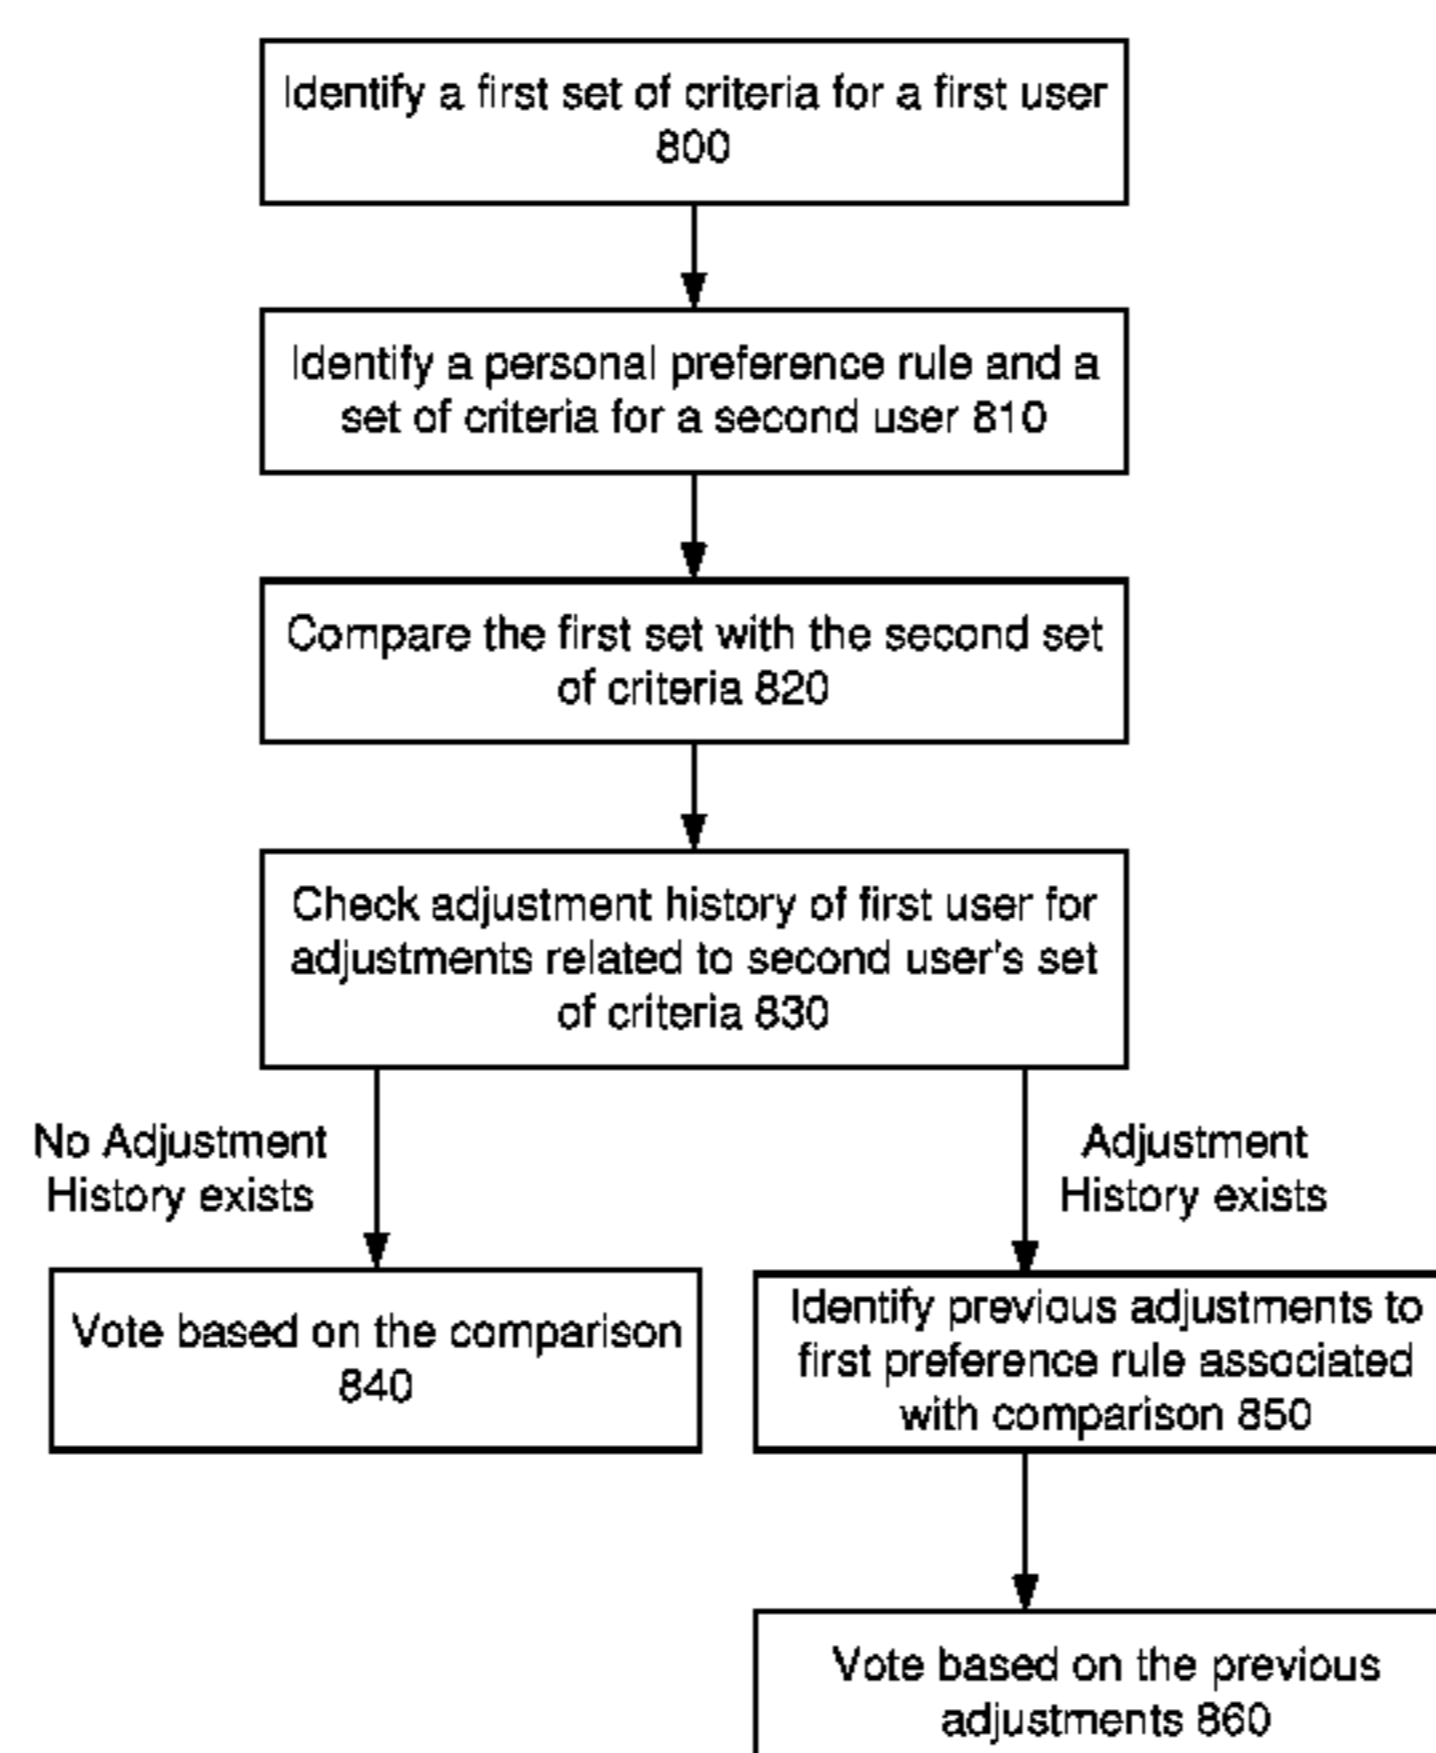 Identify a first set of criteria for a first user
800
Identify a personal preference rule and a
set of criteria for a second user 810
Compare the first set with the second set
of criteria 820
Check adjustment history of first user for
adjustments related to second user's set
of criteria 830
No Adjustment
History exists
Adjustment
History exists
Vote based on the comparison
840
Identify previous adjustments to
first preference rule associated
with comparison 850
Vote based on the previous
adjustments 860